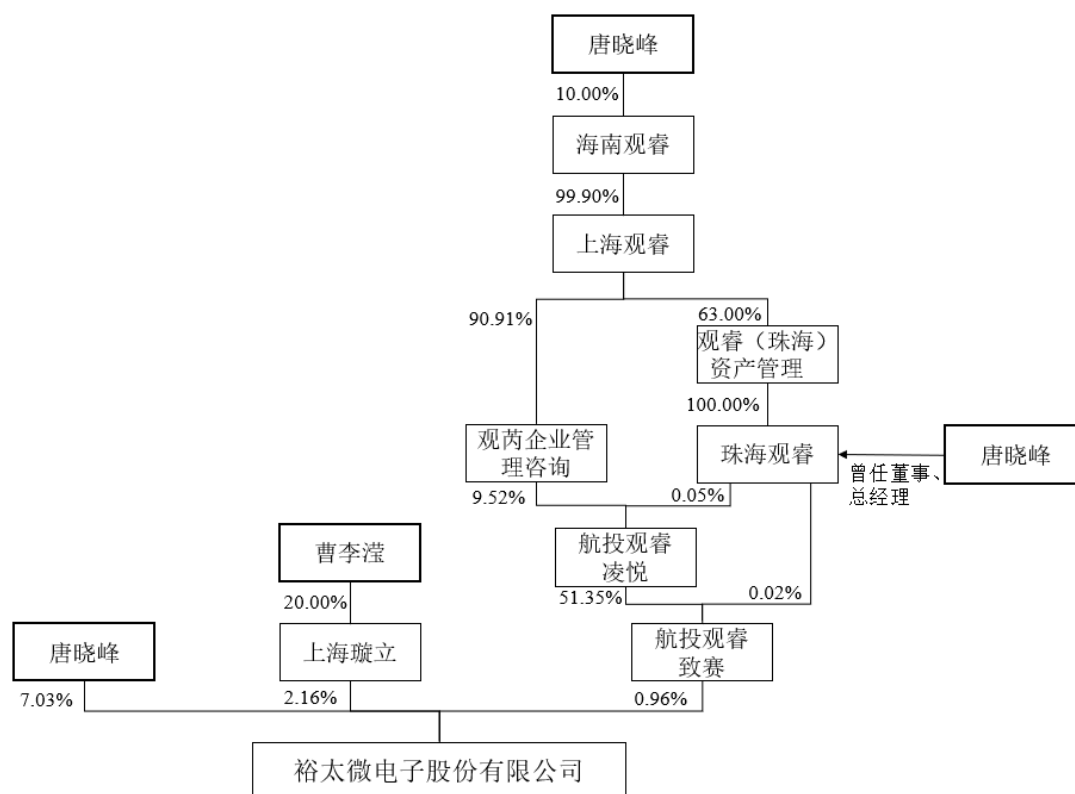 唐晓峰
10.00%
海南观睿
99.90%
上海观睿
90.91%
63.00%
观睿（珠海）
资产管理
100.00%
观芮企业管
理咨询
珠海观睿
唐晓峰
曾任董事、
总经理
9.52%
0.05%
航投观睿
凌悦
曹李滢
51.35%
0.02%
20.00%
唐晓峰
上海璇立
航投观睿
致赛
7.03%
2.16%
0.96%
裕太微电子股份有限公司